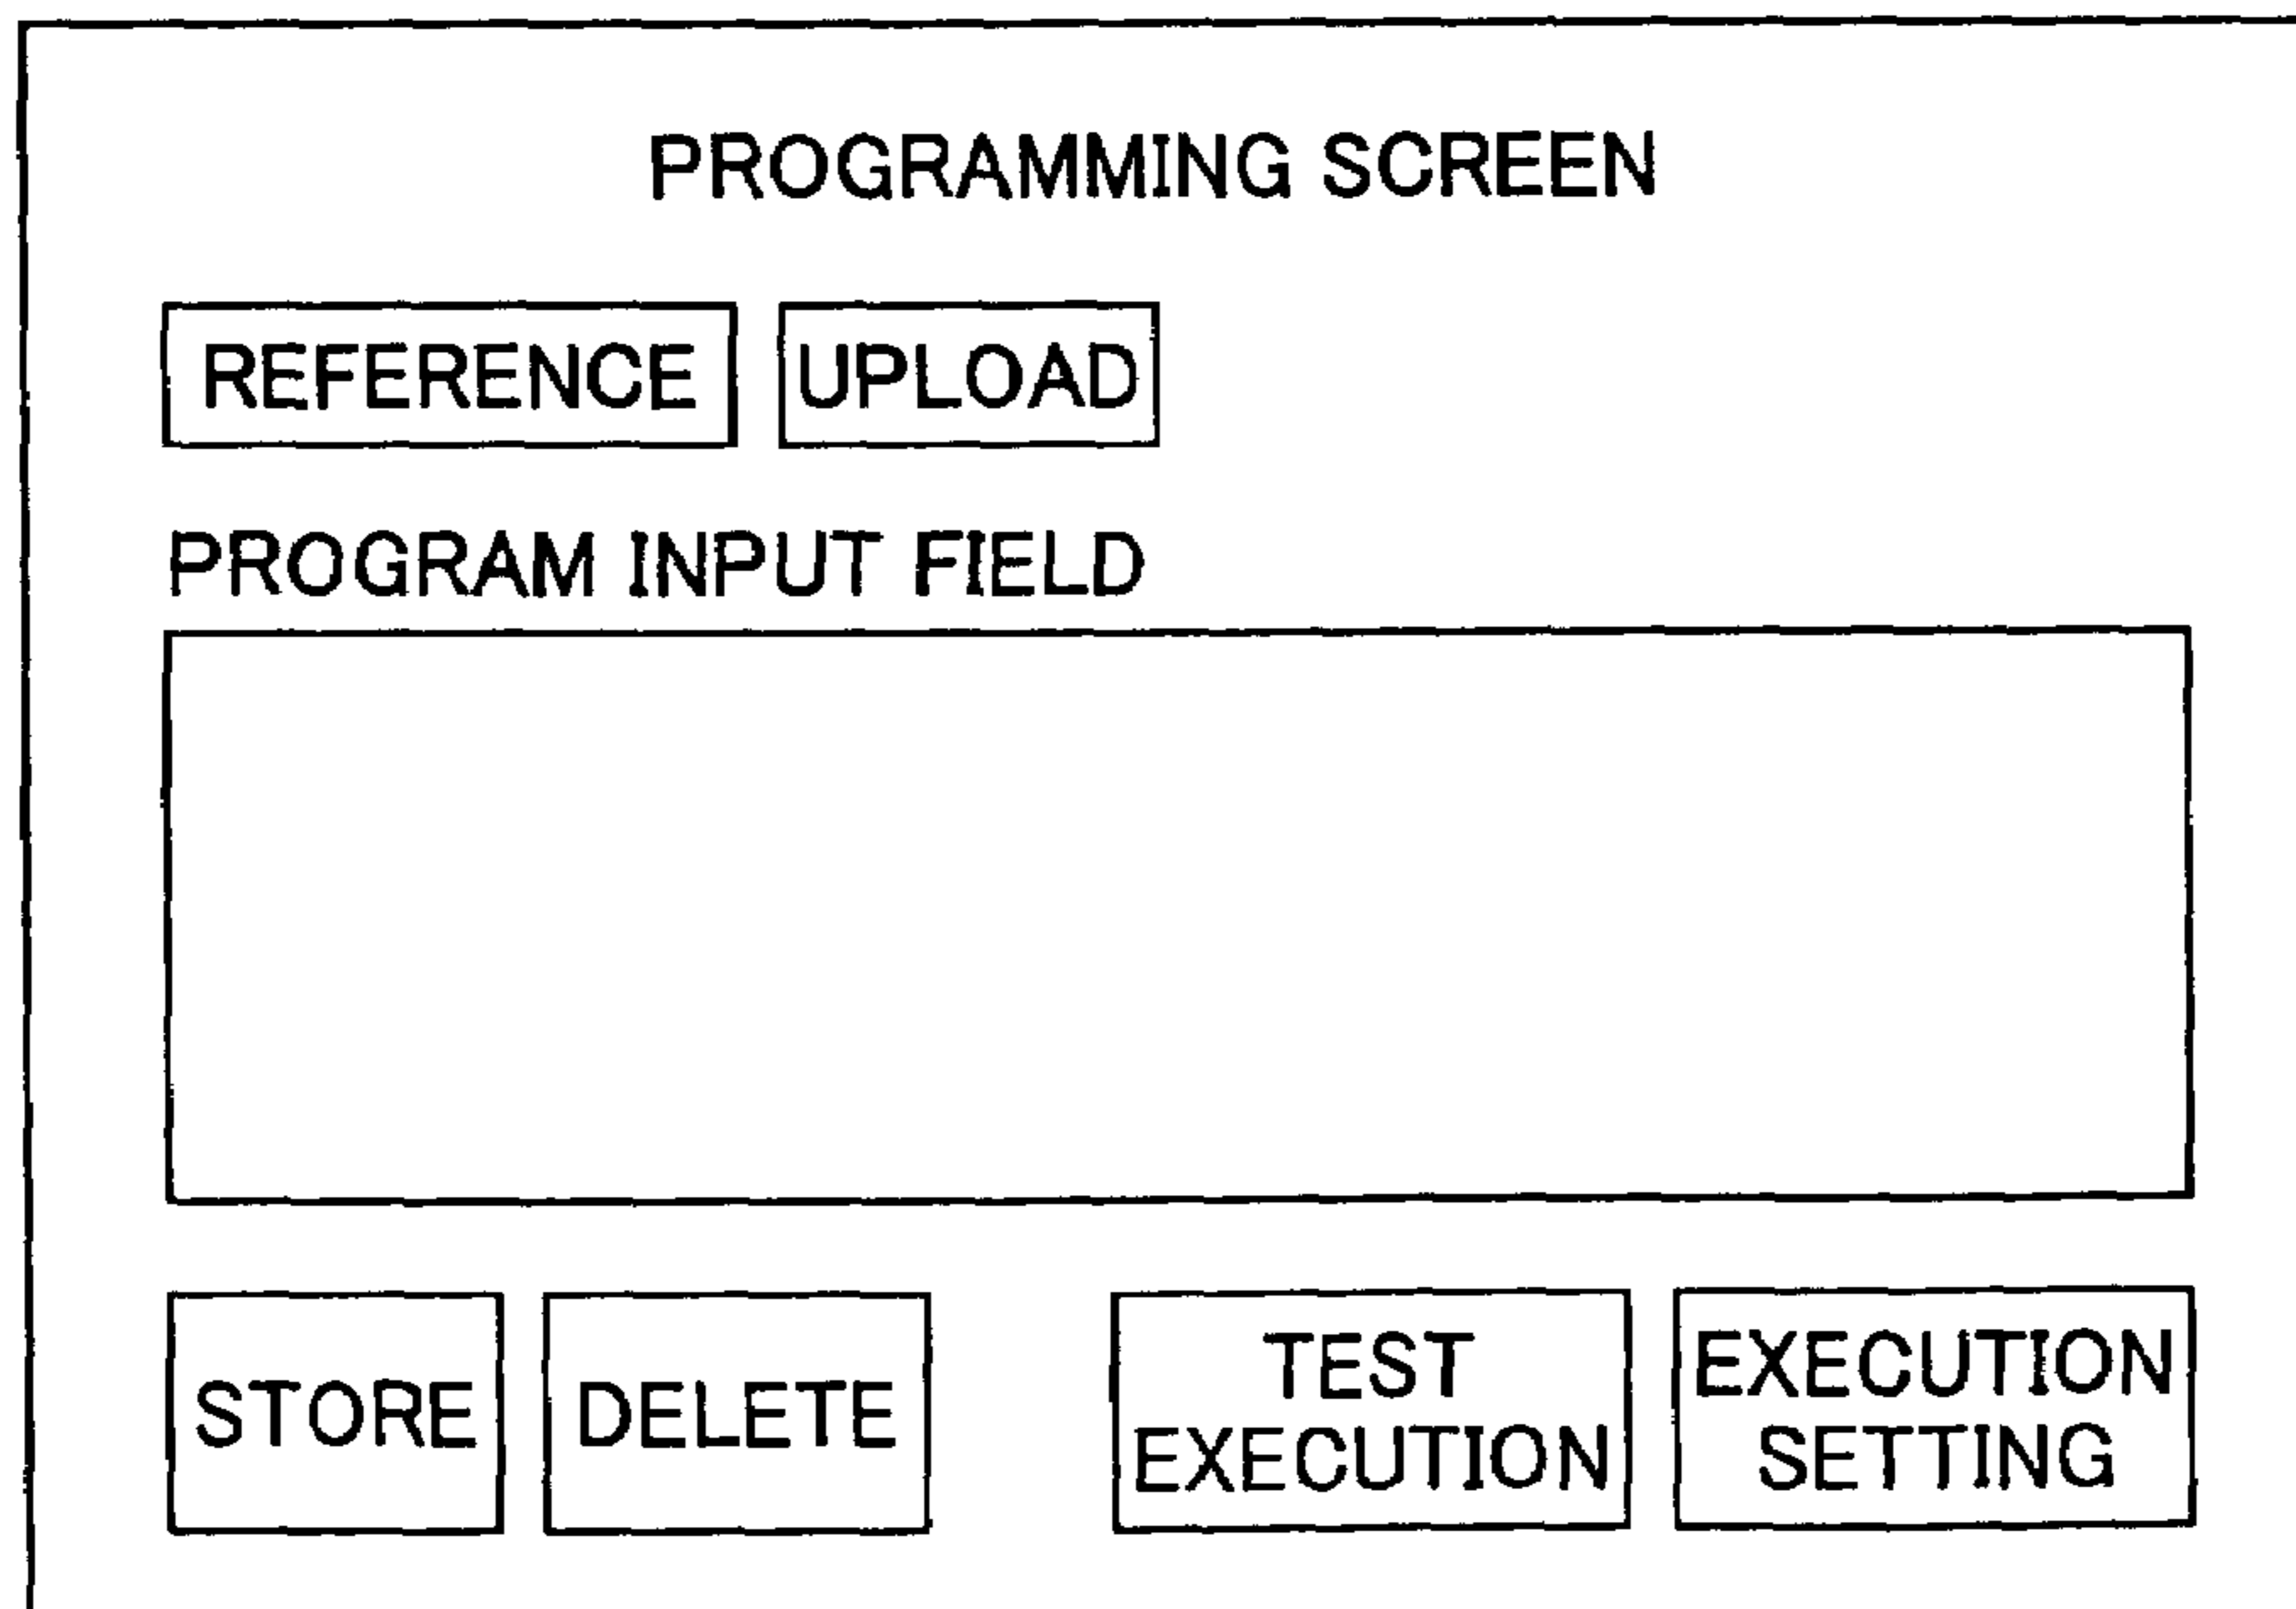 PROGRAMMING SCREEN
REFERENCE UPLOAD
PROGRAM INPUT FIELD
STORE DELETE TEST EXECUTION EXECUTION SETTING